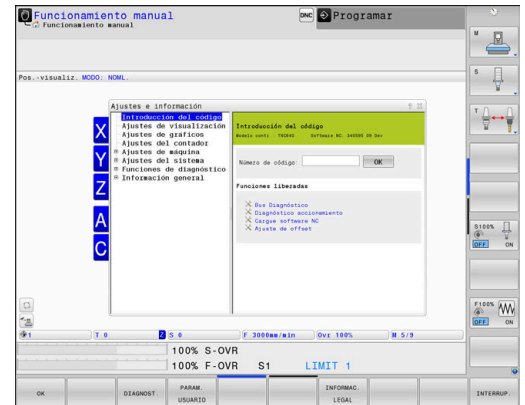 Funcionamiento manual
Funcionamiento manual
DNC
Programar
Pos.-visualiz. MODO: NOML.
Ajustes e información
Introducción del código
Ajustes de visualización
Ajustes de gráficos
Ajustes del contador
Ajustes de máquina
Ajustes del sistema
Funciones de diagnóstico
Información general
X
Y
Z
A
C
Introducción del código
Número de código:
OK
Funciones liberadas
Bus Diagnóstico
Diagnóstico accionamiento
Cargue software NC
Ajuste de offset
M
S
T
S100%
OFF
ON
F100%
OFF
ON
1
T 0
Z S 0
F 3000mm/min
Ovr 100%
M 5/9
100% S-OVR
100% F-OVR S1 LIMIT 1
OK
DIAGNOST.
PARAM.
USUARIO
INFORMAC.
LEGAL
INTERRUP.